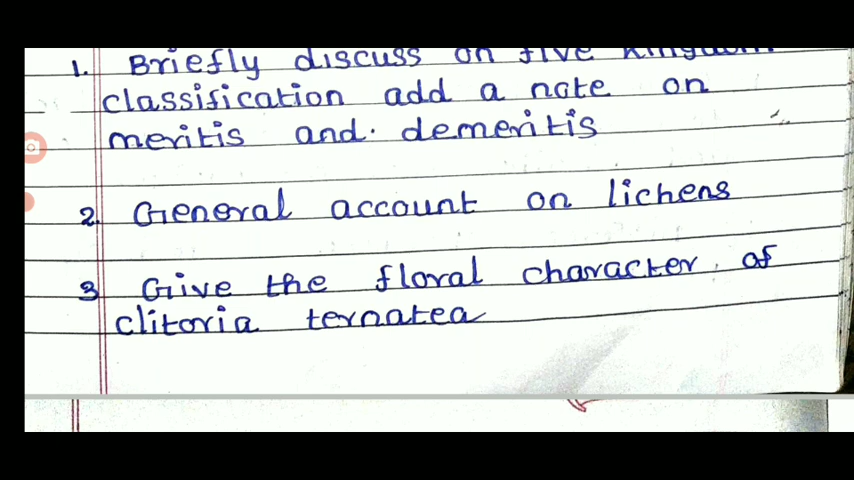 1. Briefly discuss on five kingdom
classification add a note on
meritis and. demeritis
2. General account on lichens
3 Give the floral character of
clitoria ternatea